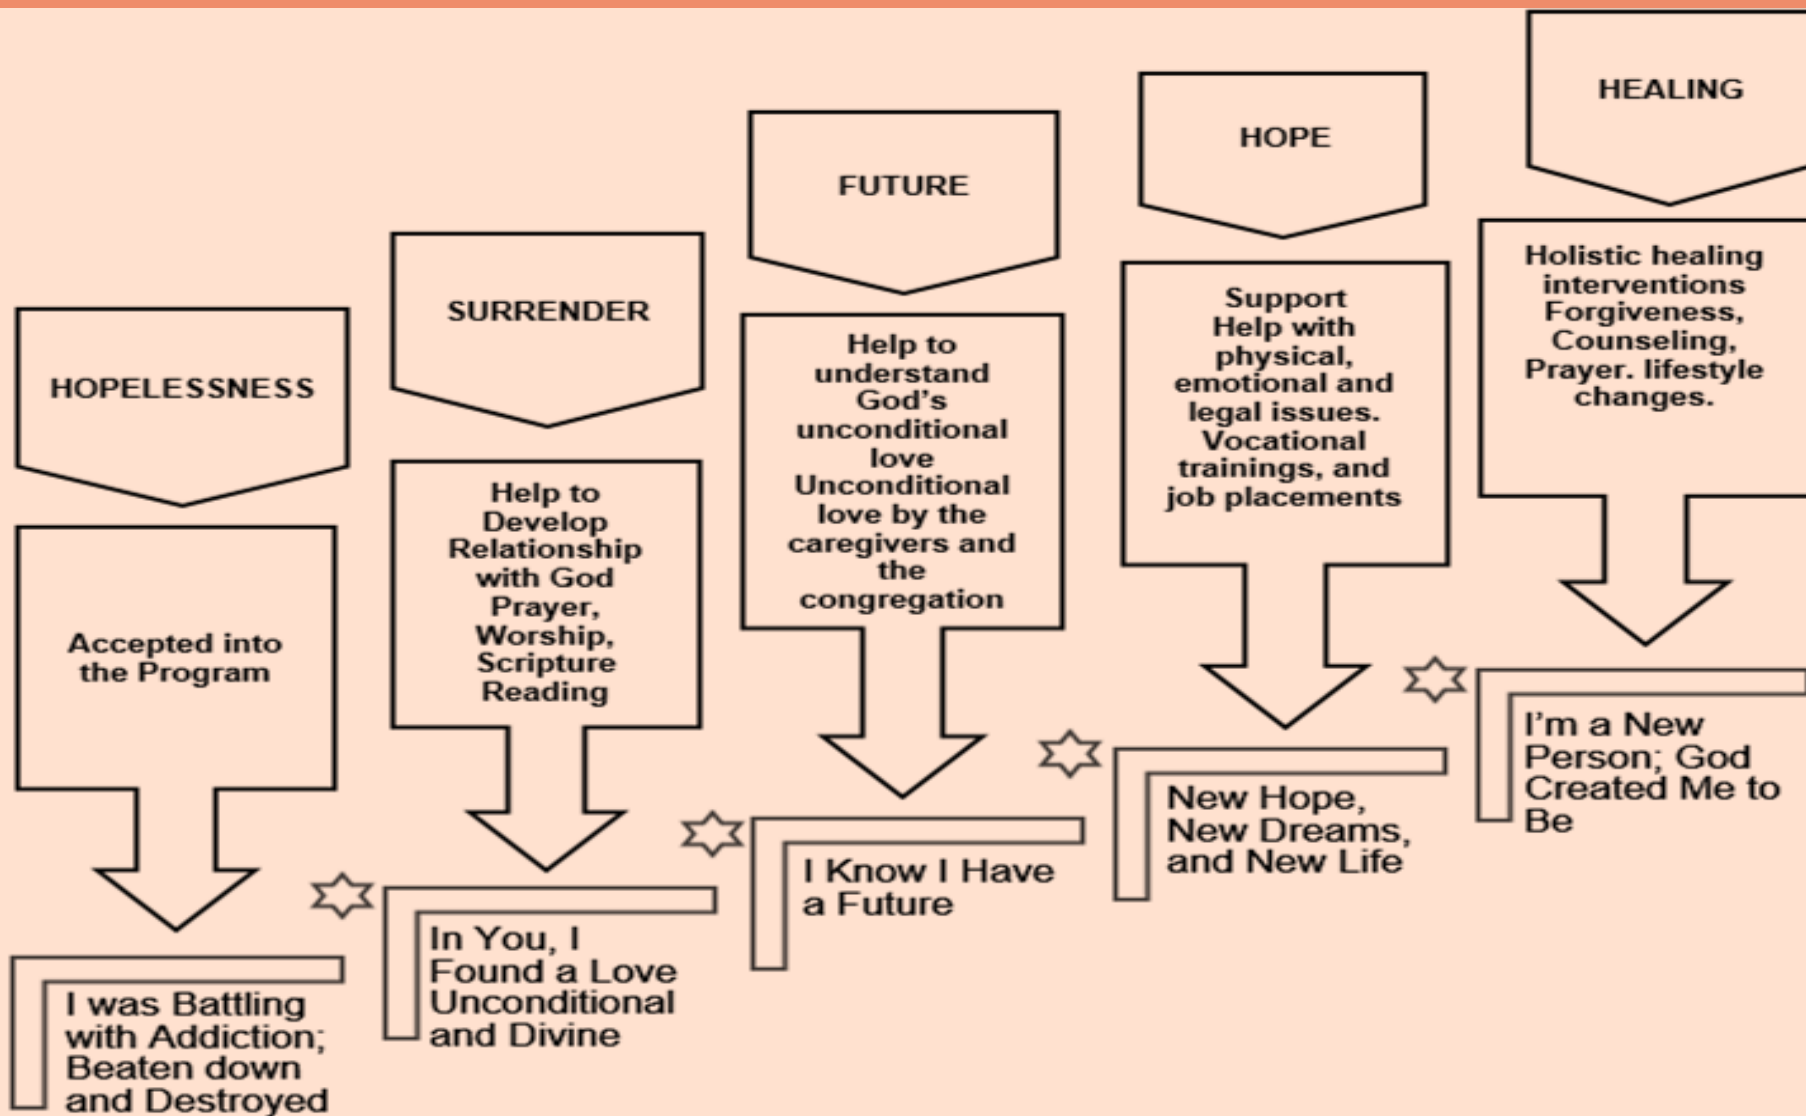 HOPELESSNESS
Accepted into
the Program
I was Battling
with Addiction;
Beaten down
and Destroyed
SURRENDER
Help to
Develop
Relationship
with God
Prayer,
Worship,
Scripture
Reading
In You, I
Found a Love
Unconditional
and Divine
FUTURE
Help to
understand
God's
unconditional
love
Unconditional
love by the
caregivers and
the
congregation
I Know I Have
a Future
HOPE
Support
Help with
physical,
emotional and
legal issues.
Vocational
trainings, and
job placements
New Hope,
New Dreams,
and New Life
HEALING
Holistic healing
interventions
Forgiveness,
Counseling,
Prayer. lifestyle
changes.
I'm a New
Person; God
Created Me to
Be